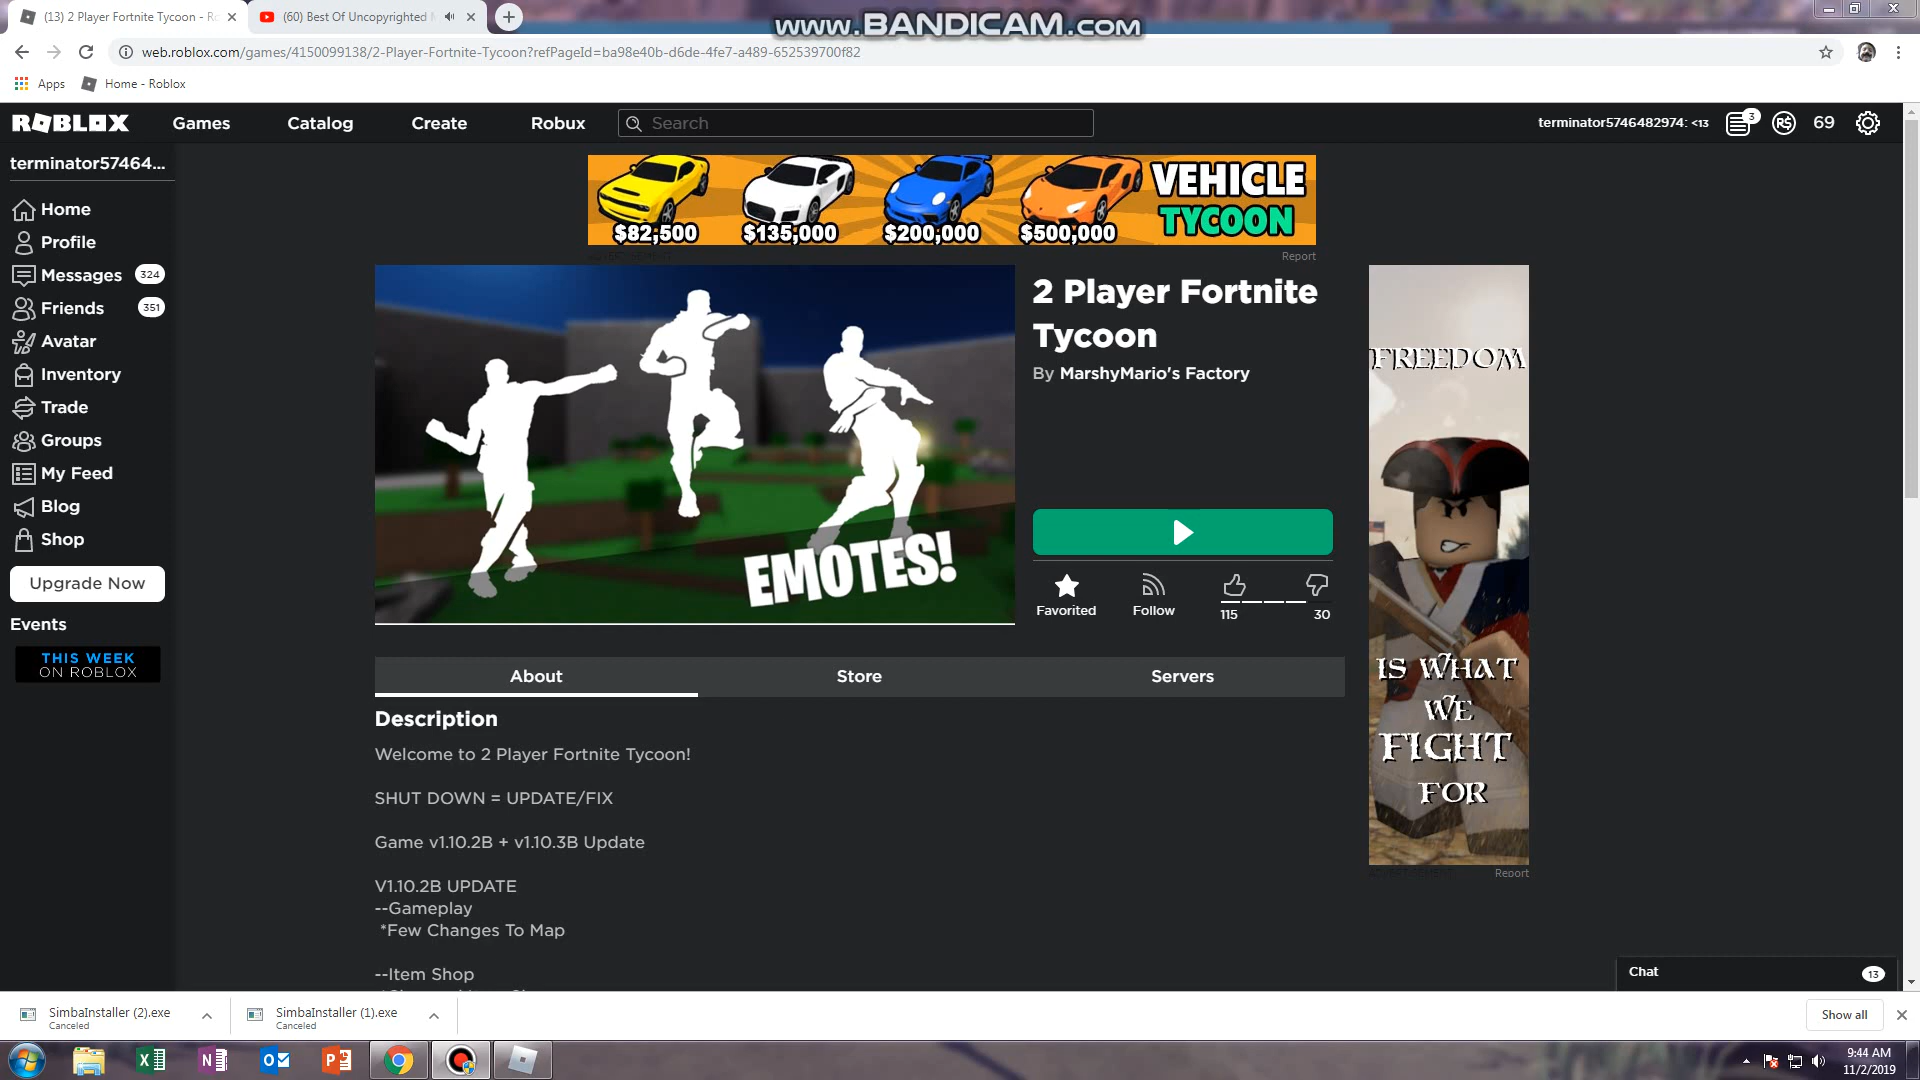 (13) 2 Player Fortnite Tycoon - Ro
(60) Best Of Uncopyrighted
www.BANDICAM.com
web.roblox.com/games/4150099138/2-Player-Fortnite-Tycoon?refPageId=ba98e40b-d6de-4fe7-a489-652539700f82
Apps
Home - Roblox
ROBLOX
Games
Catalog
Create
Robux
Search
terminator5746482974: <13
3
69
terminator57464...
Home
Profile
Messages 324
Friends 351
Avatar
Inventory
Trade
Groups
My Feed
Blog
Shop
Upgrade Now
Events
THIS WEEK
ON ROBLOX
$82,500
$135,000
$200,000
$500,000
VEHICLE
TYCOON
ADVERTISEMENT
Report
EMOTES!
2 Player Fortnite
Tycoon
By MarshyMario's Factory
Favorited
Follow
115
30
FREEDOM
IS WHAT
WE
FIGHT
FOR
ADVERTISEMENT
Report
About
Store
Servers
Description
Welcome to 2 Player Fortnite Tycoon!
SHUT DOWN = UPDATE/FIX
Game v1.10.2B + v1.10.3B Update
V1.10.2B UPDATE
--Gameplay
*Few Changes To Map
--Item Shop
Chat
13
SimbaInstaller (2).exe
Canceled
SimbaInstaller (1).exe
Canceled
Show all
9:44 AM
11/2/2019